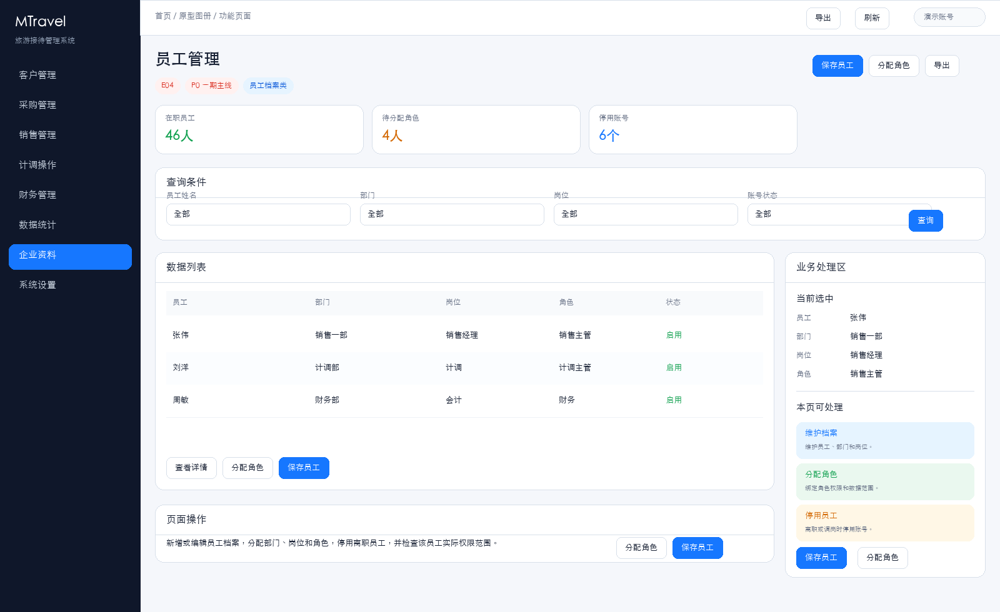 MTravel
旅游接待管理系统
客户管理
采购管理
销售管理
计调操作
财务管理
数据统计
企业资料
系统设置
首页 / 原型图册 / 功能页面
导出
刷新
演示账号
员工管理
E04
P0 一期主线
员工档案类
保存员工
分配角色
导出
在职员工
46人
待分配角色
4人
停用账号
6个
查询条件
员工姓名
部门
岗位
账号状态
全部
全部
全部
全部
查询
数据列表
员工 部门 岗位 角色 状态
张伟 销售一部 销售经理 销售主管 启用
刘洋 计调部 计调 计调主管 启用
周敏 财务部 会计 财务 启用
查看详情
分配角色
保存员工
页面操作
新增或编辑员工档案，分配部门、岗位和角色，停用离职员工，并检查该员工实际权限范围。
分配角色
保存员工
业务处理区
当前选中
员工 张伟
部门 销售一部
岗位 销售经理
角色 销售主管
本页可处理
维护档案
维护员工、部门和岗位。
分配角色
绑定角色权限和数据范围。
停用员工
离职或调岗时停用账号。
保存员工
分配角色